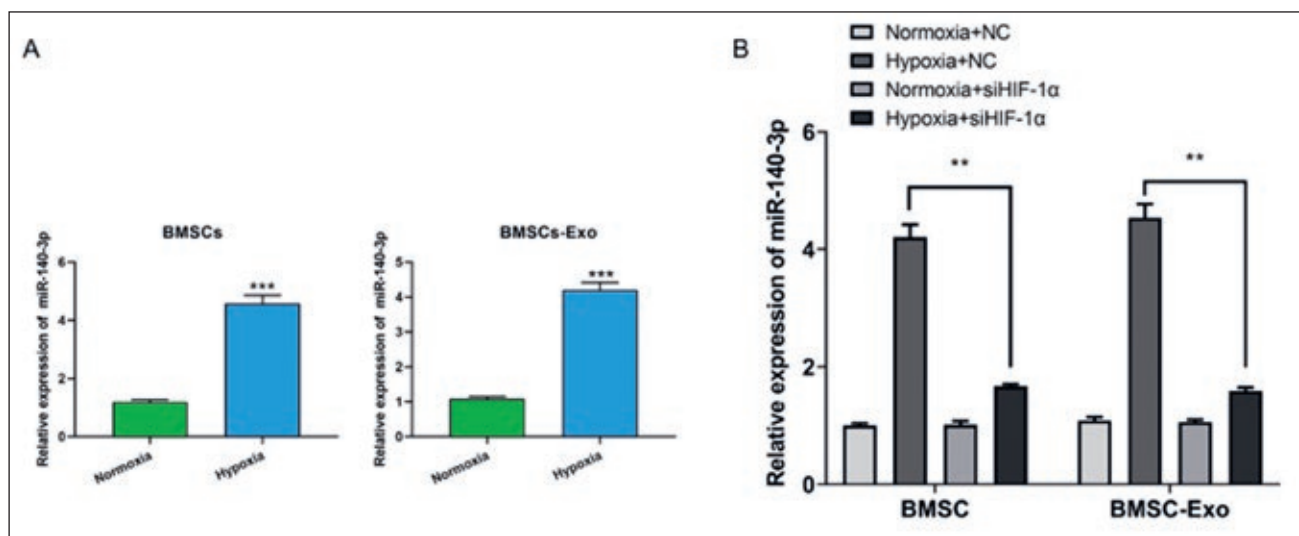 A
BMSCs
Relative expression of miR-140-3p
6
4
2
0
***
Normoxia
Hypoxia
BMSCs-Exo
Relative expression of miR-140-3p
5
4
3
2
1
0
***
Normoxia
Hypoxia
B
Normoxia+NC
Hypoxia+NC
Normoxia+siHIF-1α
Hypoxia+siHIF-1α
Relative expression of miR-140-3p
6
4
2
0
**
**
BMSC
BMSC-Exo